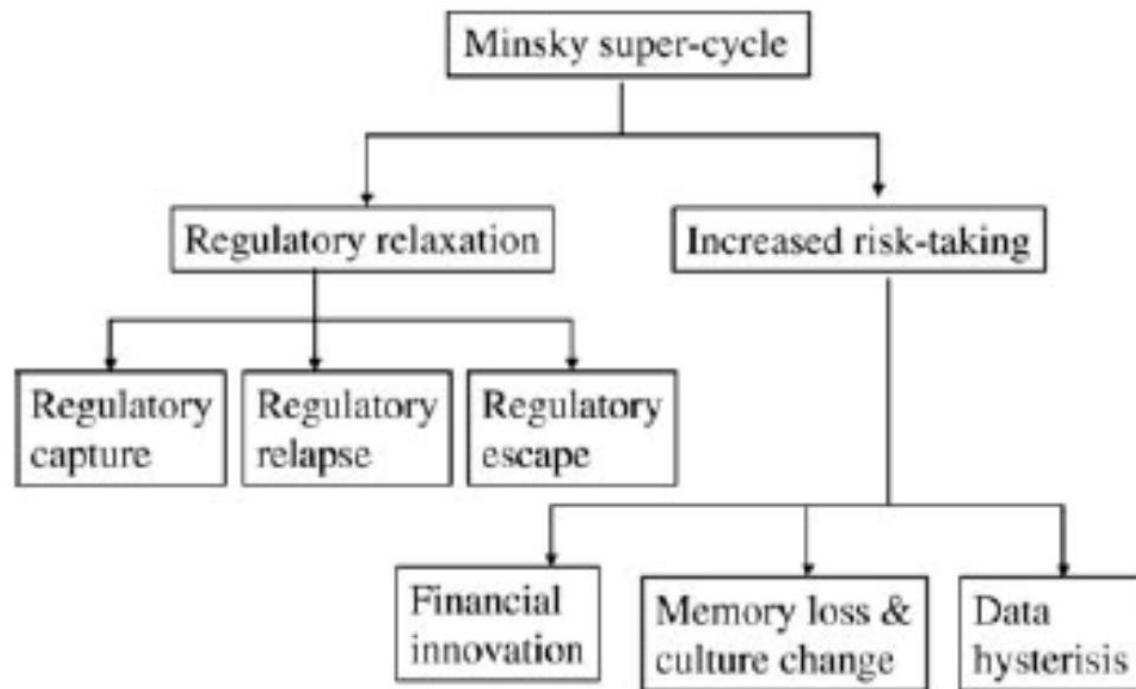 Minsky super-cycle
Regulatory relaxation
Increased risk-taking
Regulatory
capture
Regulatory
relapse
Regulatory
escape
Financial
innovation
Memory loss &
culture change
Data
hysterisis